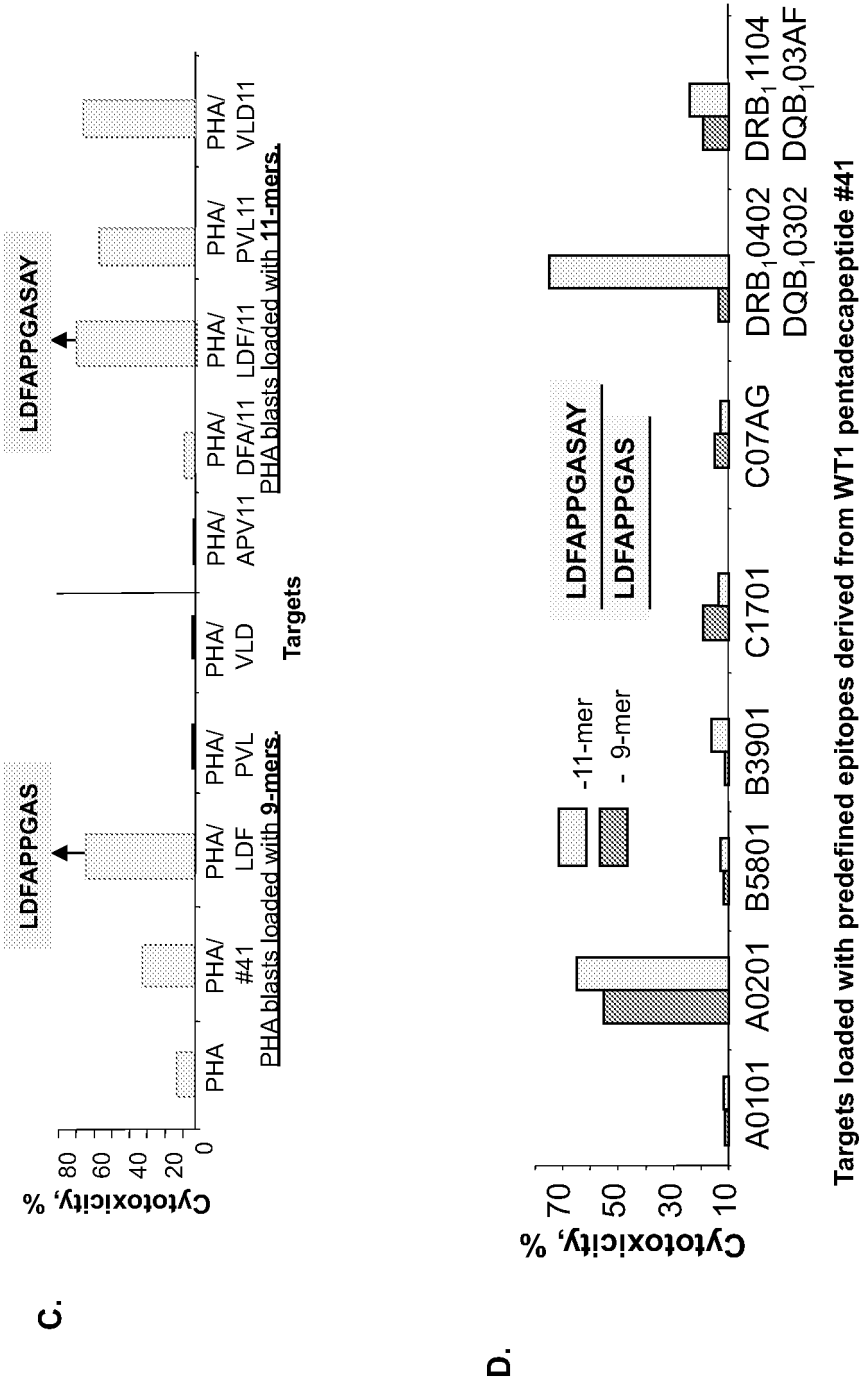 C.
Cytotoxicity, %
80
60
40
20
0
LDFAPPGAS
LDFAPPGASAY
PHA
PHA/
#41
PHA/
LDF
PHA/
PVL
PHA/
VLD
PHA/
APV11
PHA/
DFA/11
PHA/
LDF/11
PHA/
PVL11
PHA/
VLD11
PHA blasts loaded with 9-mers.
PHA blasts loaded with 11-mers.
Targets
D.
Cytotoxicity, %
70
50
30
10
-11-mer
- 9-mer
LDFAPPGASAY
LDFAPPGAS
A0101
A0201
B5801
B3901
C1701
C07AG
DRB₁0402
DQB₁0302
DRB₁1104
DQB₁03AF
Targets loaded with predefined epitopes derived from WT1 pentadecapeptide #41